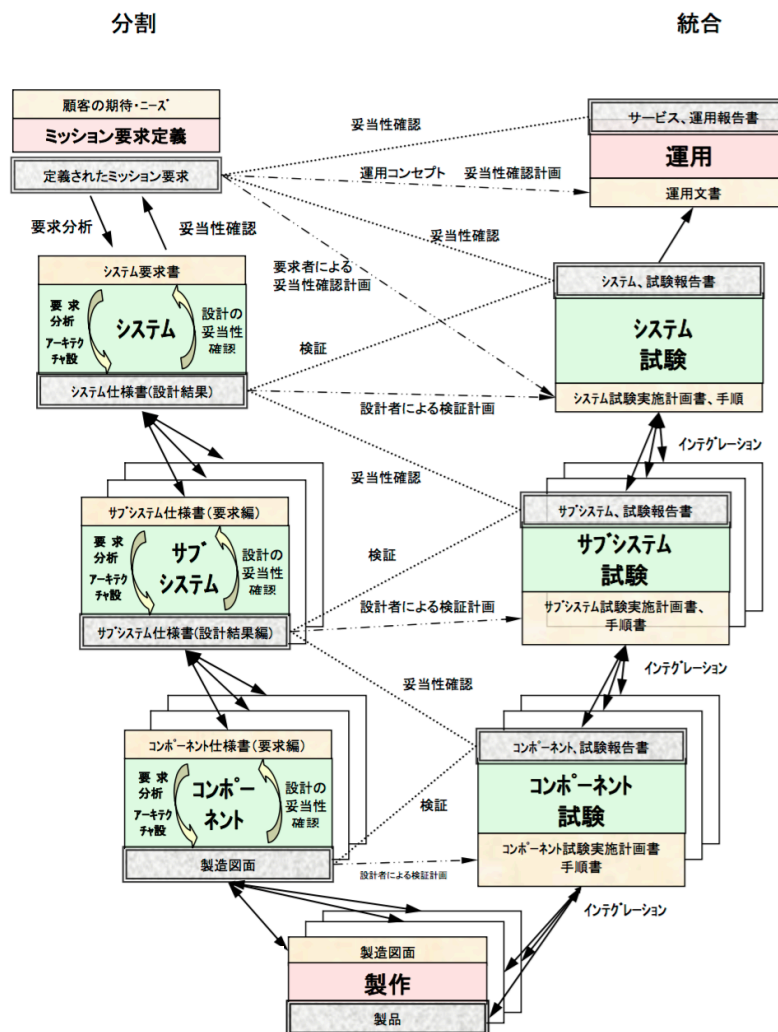 分割
統合
顧客の期待・ニーズ
ミッション要求定義
定義されたミッション要求
妥当性確認
サービス、運用報告書
運用
運用文書
運用コンセプト 妥当性確認計画
要求分析
妥当性確認
妥当性確認
要求者による
妥当性確認計画
システム要求書
要 求
分析
アーキテク
チャ設
システム
設計の
妥当性
確認
システム仕様書(設計結果)
検証
システム、試験報告書
システム
試験
システム試験実施計画書、手順
設計者による検証計画
インテグレーション
妥当性確認
サブシステム仕様書(要求編)
要 求
分析
アーキテク
チャ設
サブ
システム
設計の
妥当性
確認
サブシステム仕様書(設計結果編)
検証
サブシステム、試験報告書
サブシステム
試験
サブシステム試験実施計画書、
手順書
設計者による検証計画
インテグレーション
妥当性確認
コンポーネント仕様書(要求編)
要 求
分析
アーキテク
チャ設
コンポー
ネント
設計の
妥当性
確認
製造図面
検証
コンポーネント、試験報告書
コンポーネント
試験
コンポーネント試験実施計画書
手順書
設計者による検証計画
インテグレーション
製造図面
製作
製品